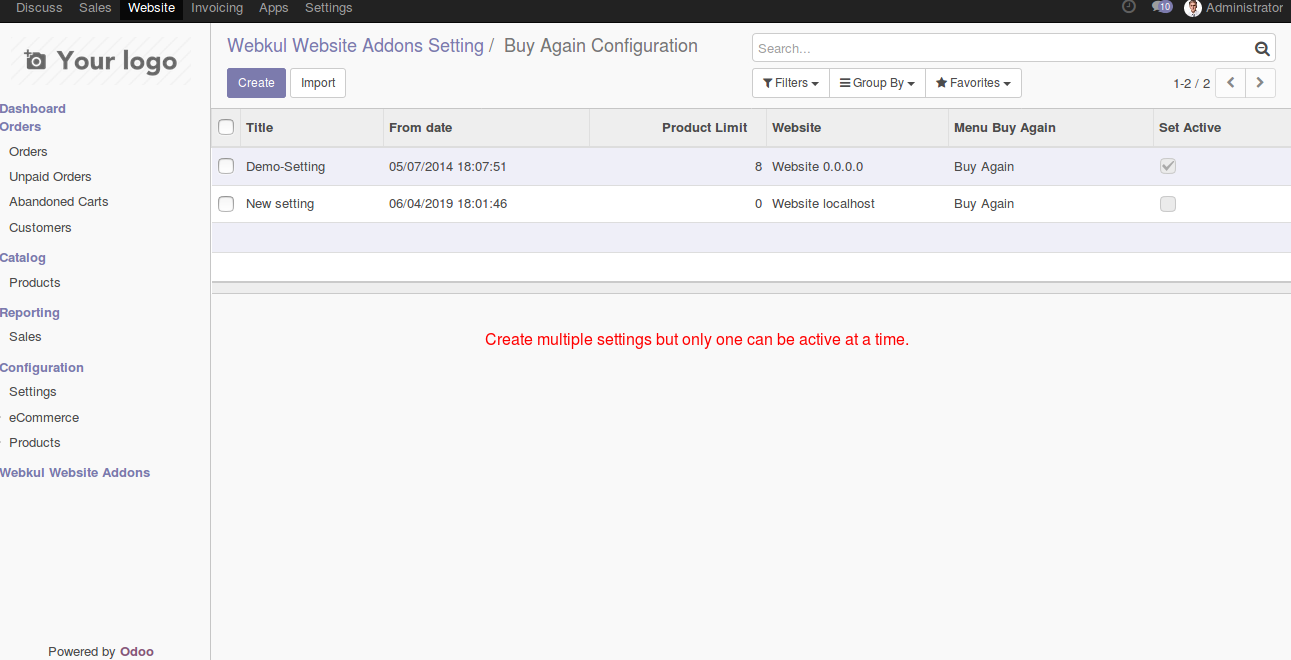 Discuss Sales Website Invoicing Apps Settings 10 Administrator
Your logo
Dashboard
Orders
Orders
Unpaid Orders
Abandoned Carts
Customers
Catalog
Products
Reporting
Sales
Configuration
Settings
eCommerce
Products
Webkul Website Addons
Powered by Odoo
Webkul Website Addons Setting / Buy Again Configuration
Search...
Create Import
Filters Group By Favorites 1-2 / 2
Title From date Product Limit Website Menu Buy Again Set Active
Demo-Setting 05/07/2014 18:07:51 8 Website 0.0.0.0 Buy Again
New setting 06/04/2019 18:01:46 0 Website localhost Buy Again
Create multiple settings but only one can be active at a time.